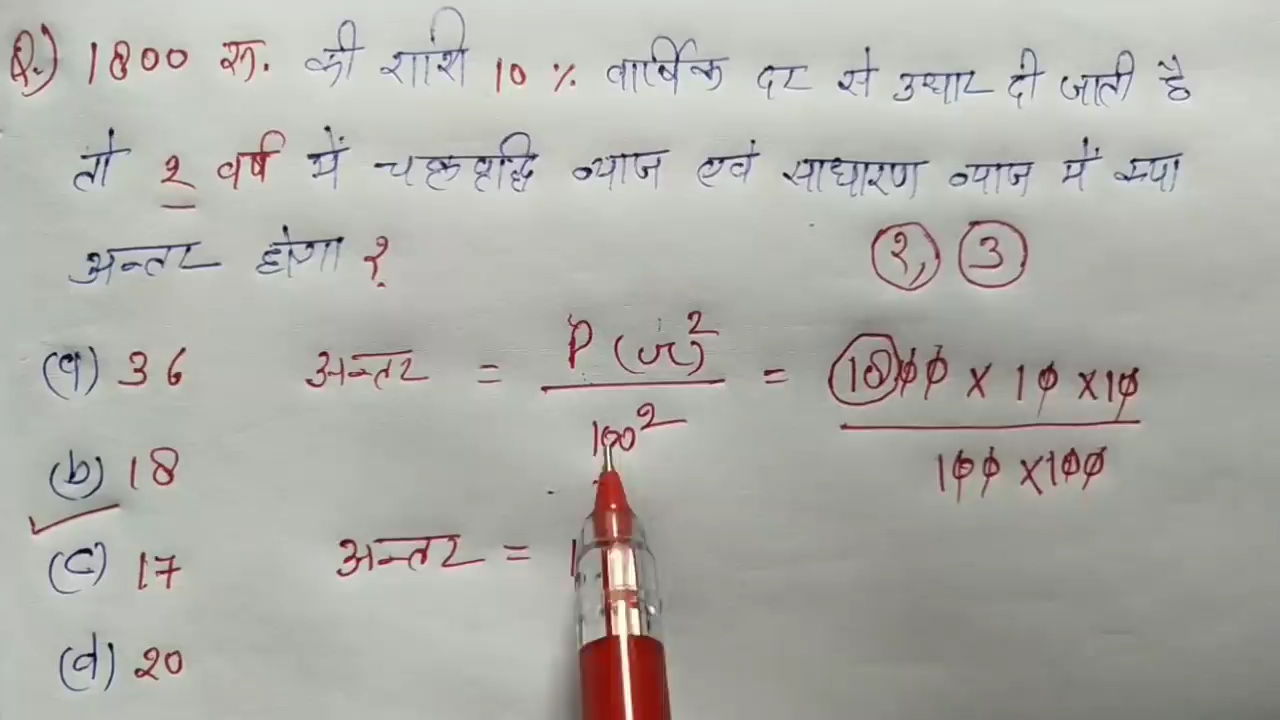 Q.) 1800 रू. की राशि 10 % वार्षिक दर से उधार दी जाती है
तो 2 वर्ष में चक्रवृद्धि ब्याज एवं साधारण ब्याज में क्या
अन्तर होगा ?
2, 3
(a) 36
अन्तर = P(r)² / 100² = 1800 × 10 × 10 / 100 × 100
(b) 18
(c) 17
अन्तर = 1
(d) 20